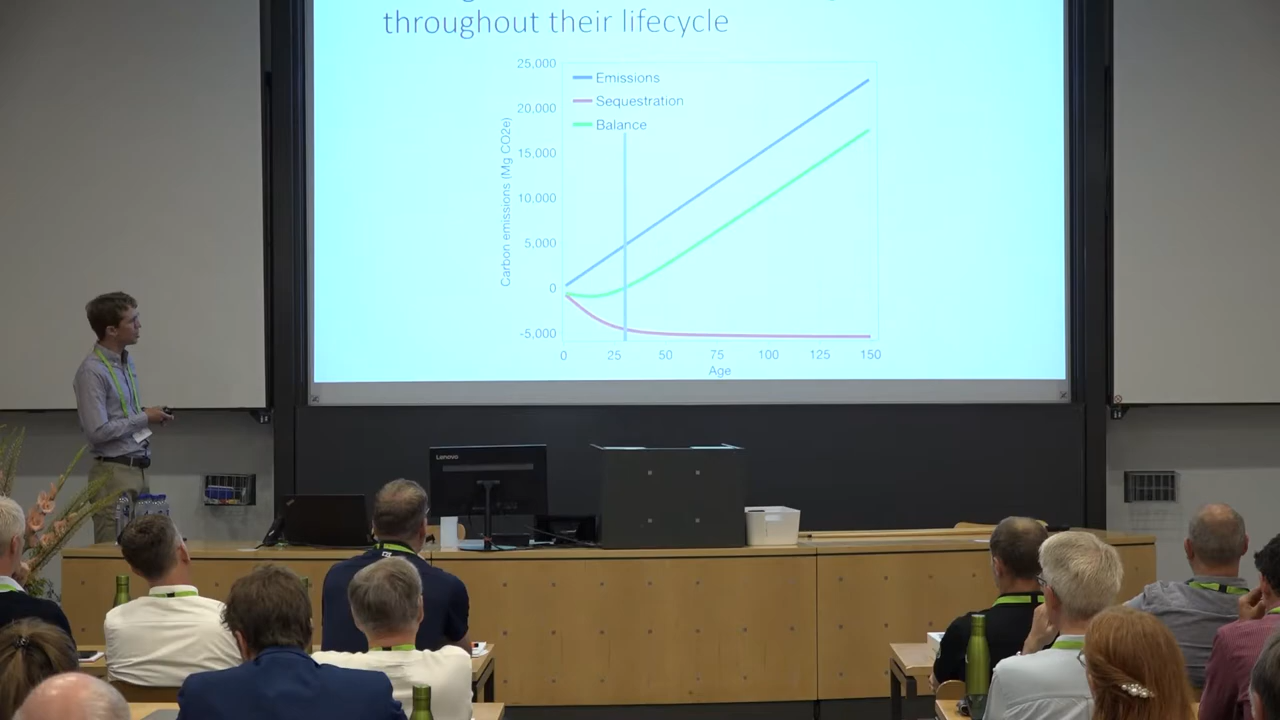 throughout their lifecycle
25,000
20,000
15,000
10,000
5,000
0
-5,000
Carbon emissions (Mg CO2e)
Emissions
Sequestration
Balance
0 25 50 75 100 125 150
Age
Lenovo